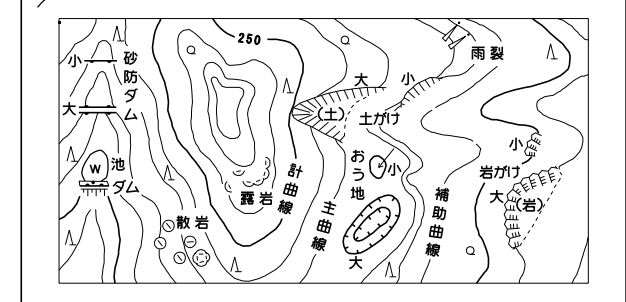 250
小
砂防ダム
大
W
池
ダム
散岩
露岩
計曲線
大
(土)
小
土がけ
雨裂
おう地
小
大
主曲線
補助曲線
小
岩がけ
大
(岩)